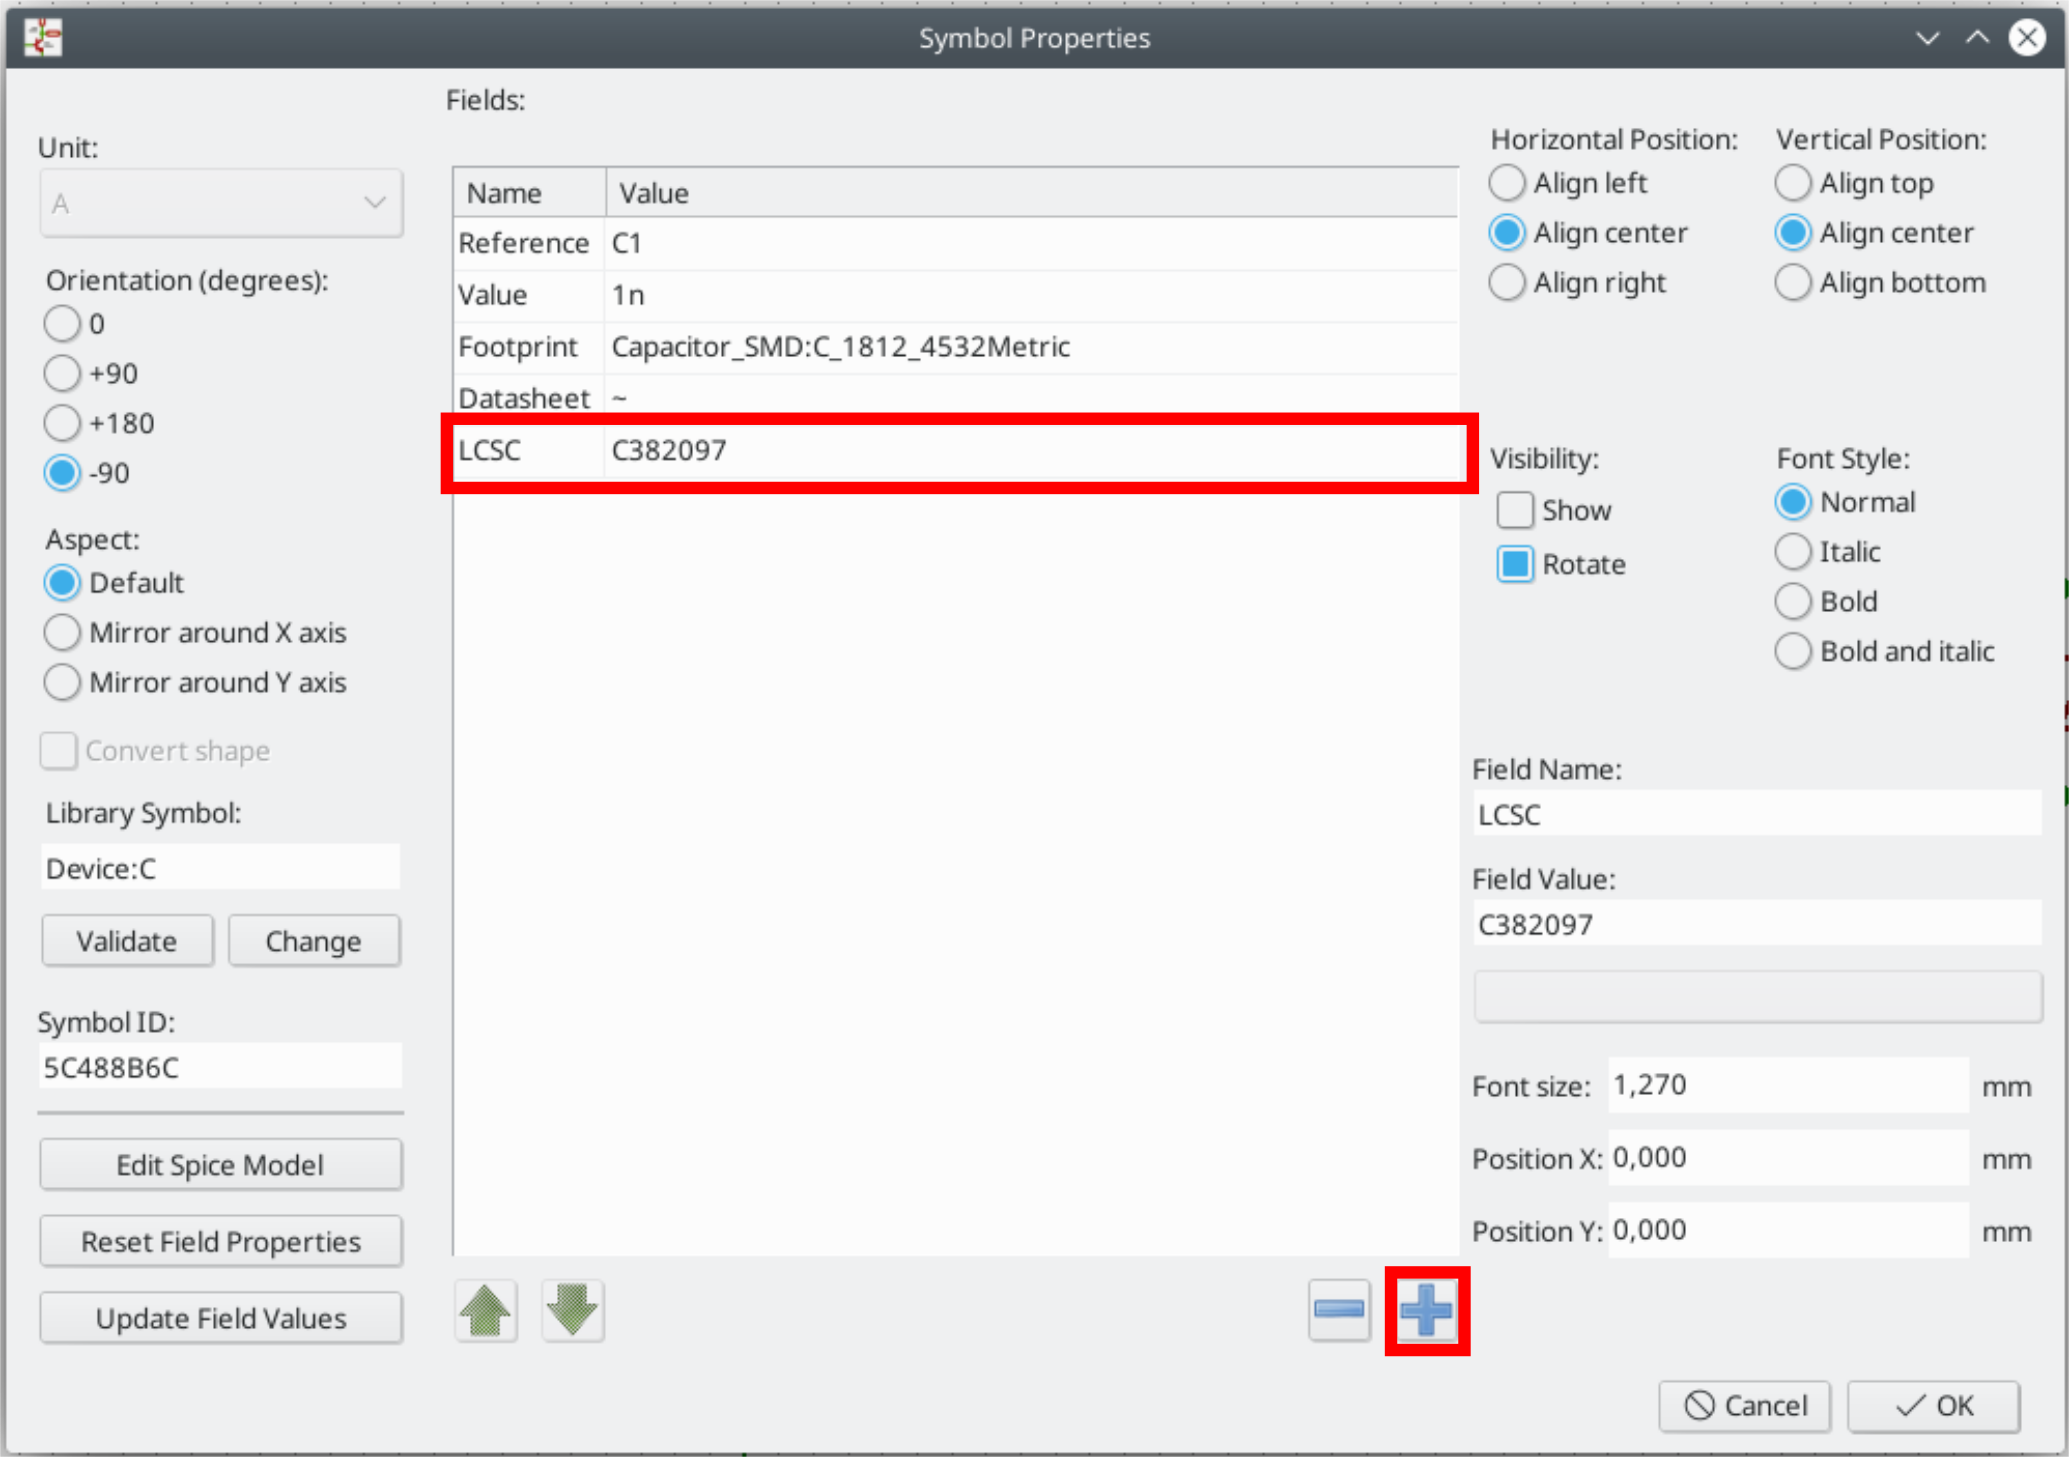 Symbol Properties
Unit:
A
Orientation (degrees):
0
+90
+180
-90
Aspect:
Default
Mirror around X axis
Mirror around Y axis
Convert shape
Library Symbol:
Device:C
Validate Change
Symbol ID:
5C488B6C
Edit Spice Model
Reset Field Properties
Update Field Values
Fields:
Name Value
Reference C1
Value 1n
Footprint Capacitor_SMD:C_1812_4532Metric
Datasheet ~
LCSC C382097
Horizontal Position:
Align left
Align center
Align right
Vertical Position:
Align top
Align center
Align bottom
Visibility:
Show
Rotate
Font Style:
Normal
Italic
Bold
Bold and italic
Field Name:
LCSC
Field Value:
C382097
Font size: 1,270 mm
Position X: 0,000 mm
Position Y: 0,000 mm
Cancel OK